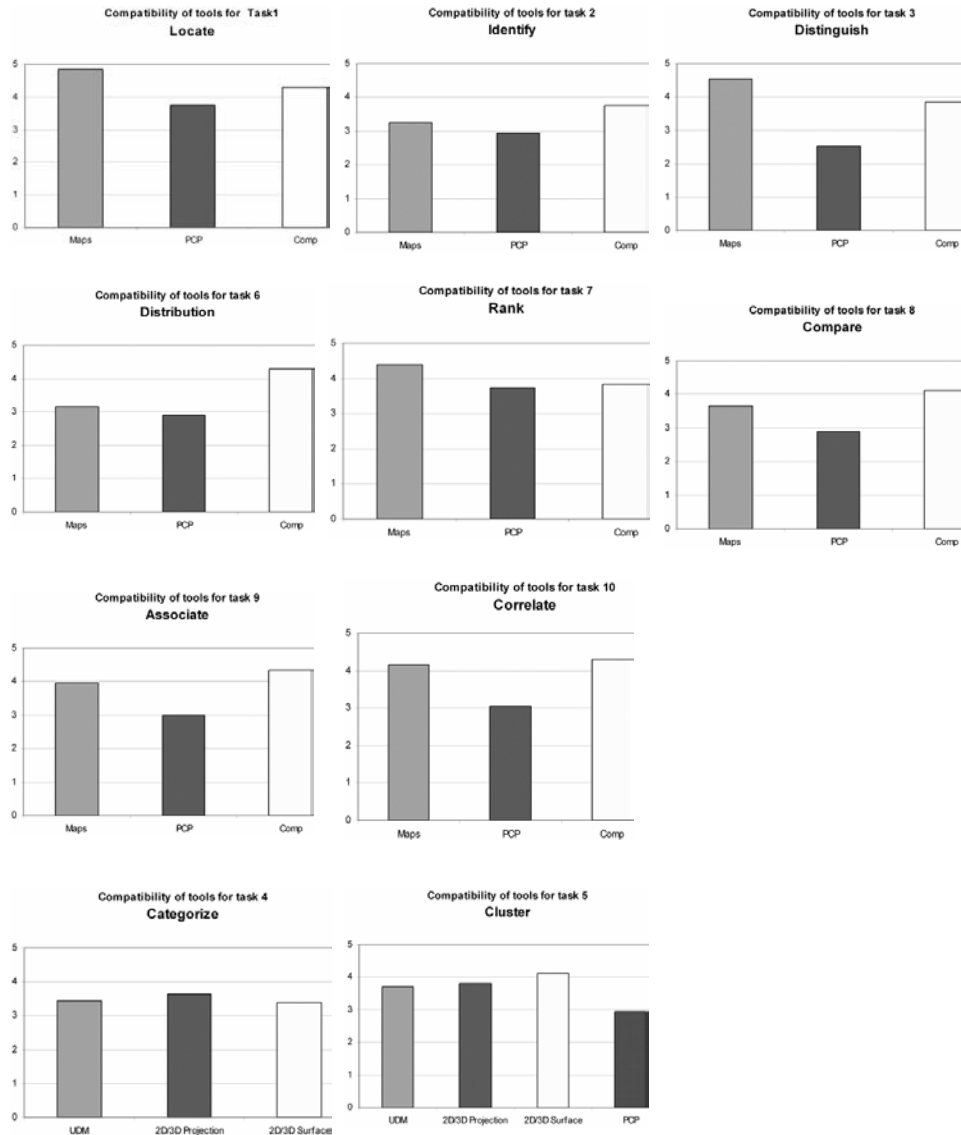 Compatibility of tools for Task1
Locate
5
4
3
2
1
0
Maps PCP Comp
Compatibility of tools for task 2
Identify
5
4
3
2
1
0
Maps PCP Comp
Compatibility of tools for task 3
Distinguish
5
4
3
2
1
0
Maps PCP Comp
Compatibility of tools for task 6
Distribution
5
4
3
2
1
0
Maps PCP Comp
Compatibility of tools for task 7
Rank
5
4
3
2
1
0
Maps PCP Comp
Compatibility of tools for task 8
Compare
5
4
3
2
1
0
Maps PCP Comp
Compatibility of tools for task 9
Associate
5
4
3
2
1
0
Maps PCP Comp
Compatibility of tools for task 10
Correlate
5
4
3
2
1
0
Maps PCP Comp
Compatibility of tools for task 4
Categorize
5
4
3
2
1
0
UDM 2D/3D Projection 2D/3D Surface
Compatibility of tools for task 5
Cluster
5
4
3
2
1
0
UDM 2D/3D Projection 2D/3D Surface PCP